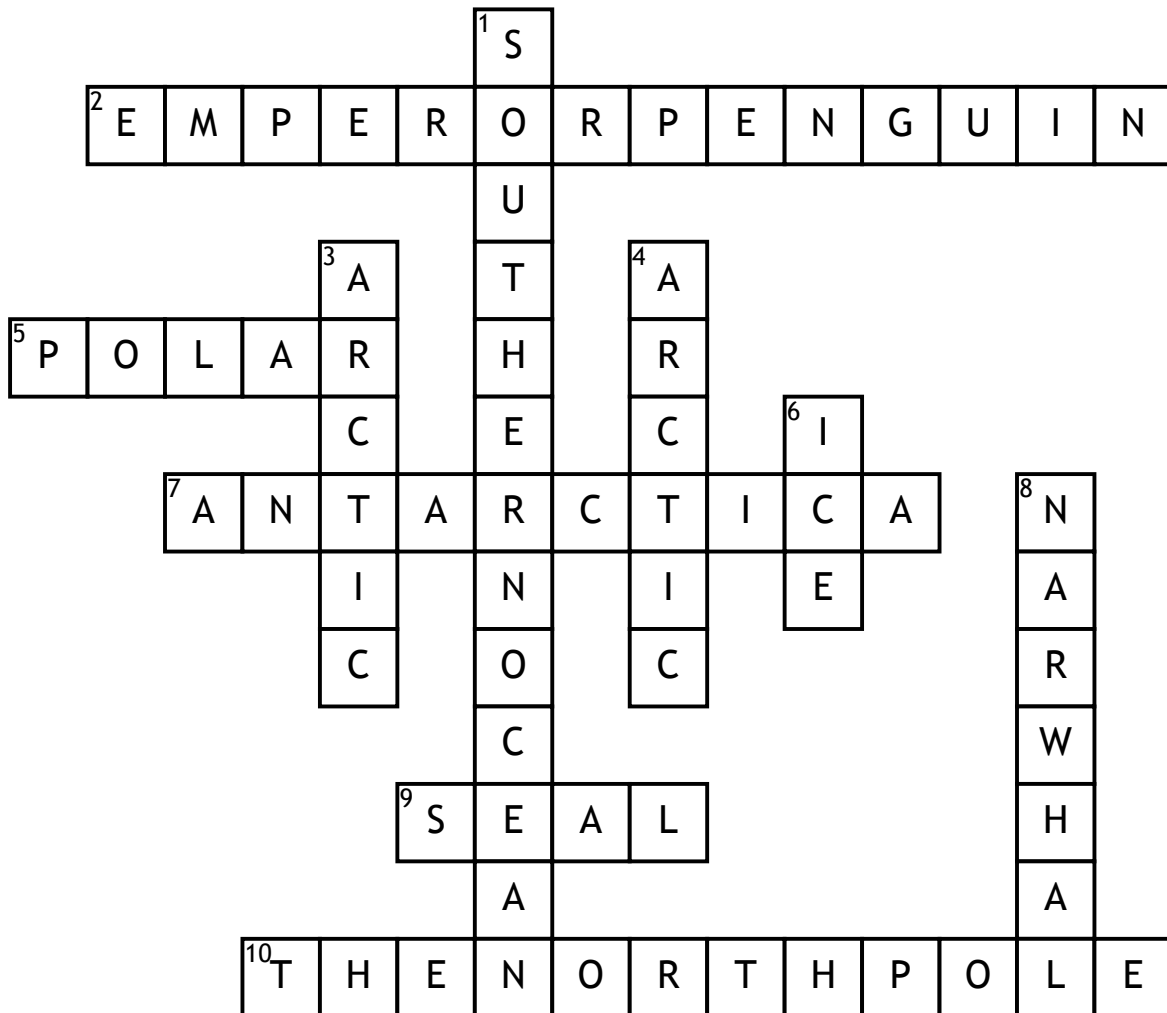 1 S
2 E M P E R O R P E N G U I N
U
3 A T 4 A
5 P O L A R H R
C E C 6 I
7 A N T A R C T I C A 8 N
I N I E A
C O C R
C W
9 S E A L H
A A
10 T H E N O R T H P O L E